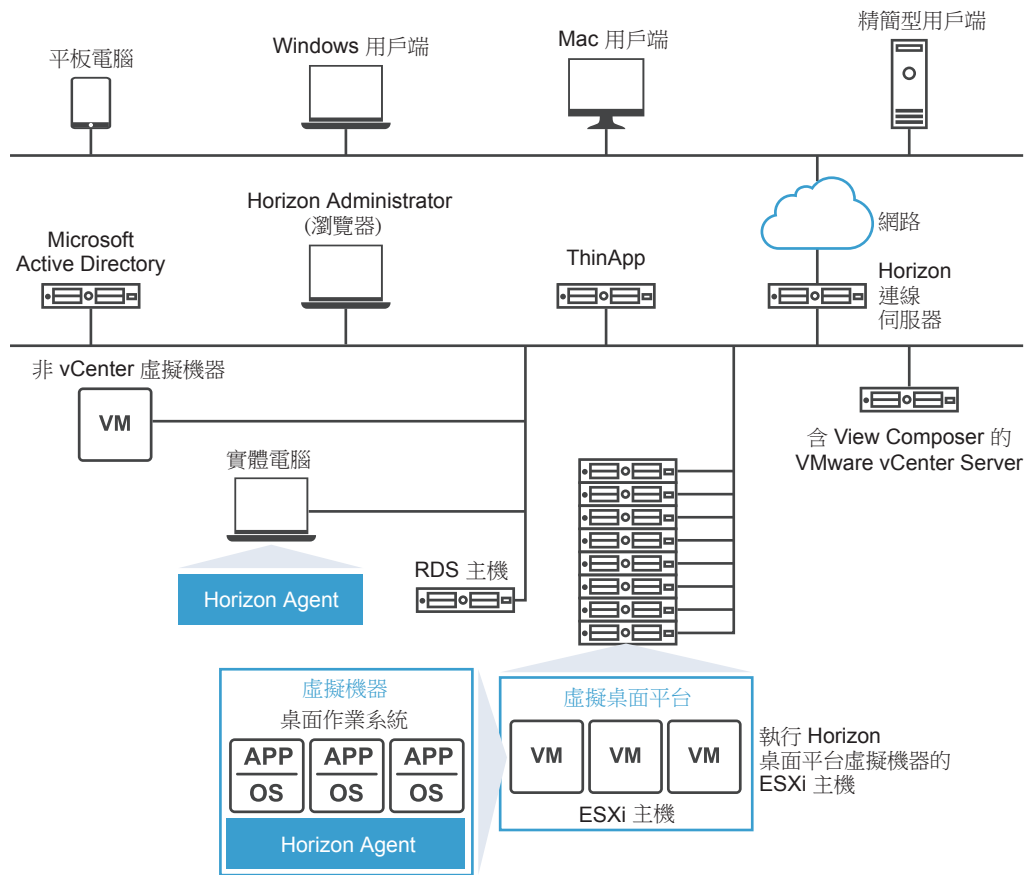 平板電腦
Windows 用戶端
Mac 用戶端
精簡型用戶端
Horizon Administrator
(瀏覽器)
Microsoft
Active Directory
ThinApp
網路
Horizon
連線
伺服器
非 vCenter 虛擬機器
VM
含 View Composer 的
VMware vCenter Server
實體電腦
Horizon Agent
RDS 主機
虛擬機器
桌面作業系統
APP
OS
APP
OS
APP
OS
Horizon Agent
虛擬桌面平台
VM
VM
VM
ESXi 主機
執行 Horizon
桌面平台虛擬機器的
ESXi 主機